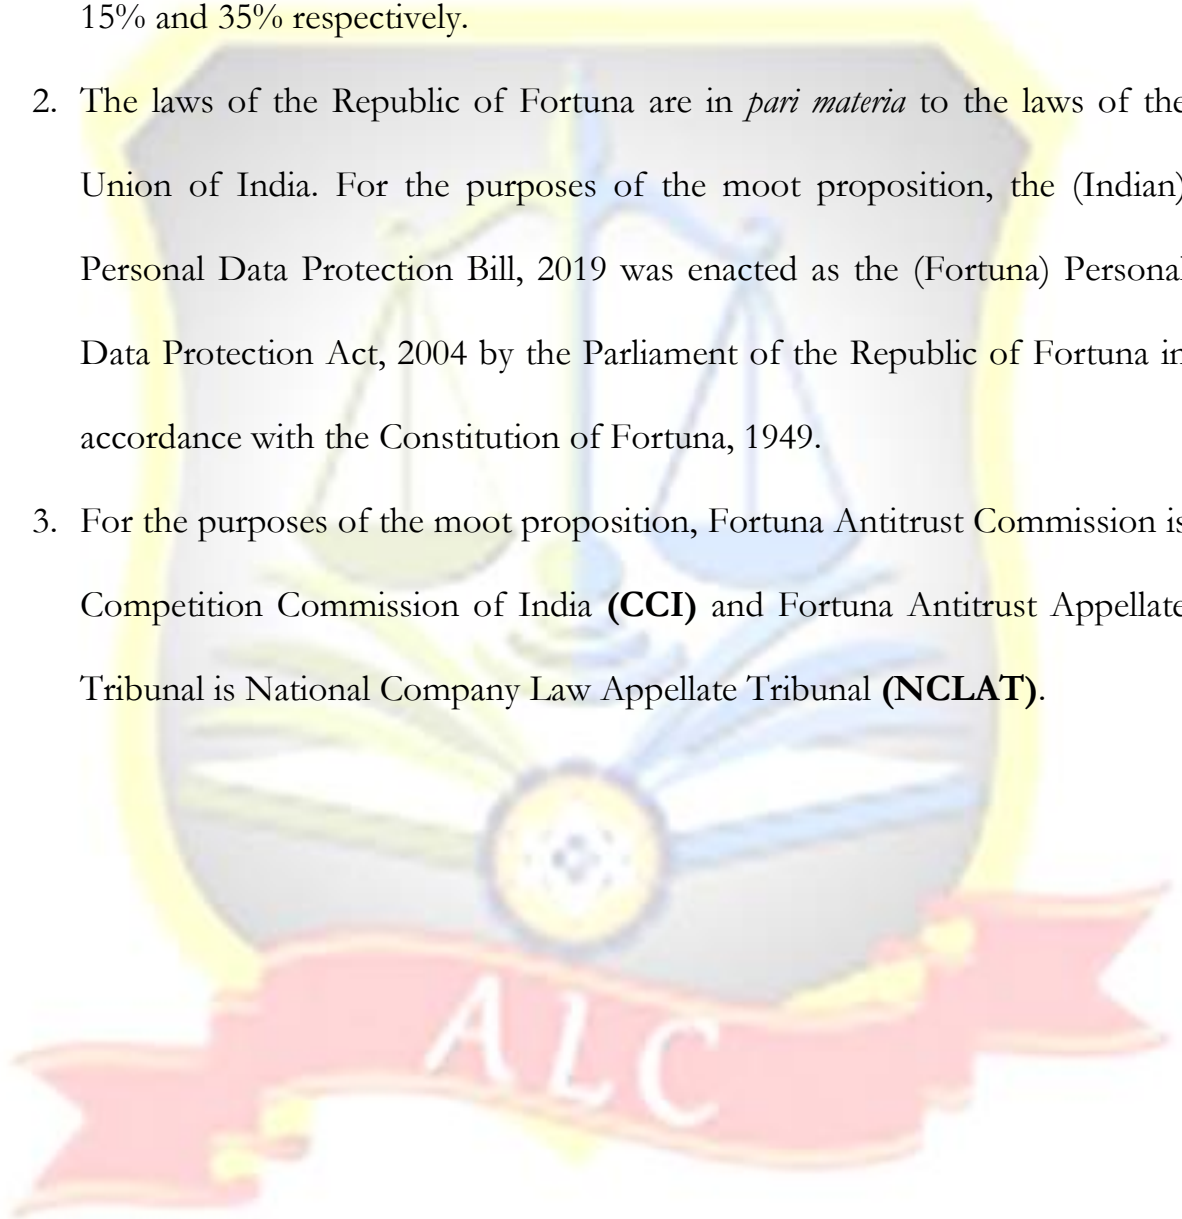 15% and 35% respectively.
2. The laws of the Republic of Fortuna are in pari materia to the laws of the
Union of India. For the purposes of the moot proposition, the (Indian)
Personal Data Protection Bill, 2019 was enacted as the (Fortuna) Personal
Data Protection Act, 2004 by the Parliament of the Republic of Fortuna in
accordance with the Constitution of Fortuna, 1949.
3. For the purposes of the moot proposition, Fortuna Antitrust Commission is
Competition Commission of India (CCI) and Fortuna Antitrust Appellate
Tribunal is National Company Law Appellate Tribunal (NCLAT).
ALC